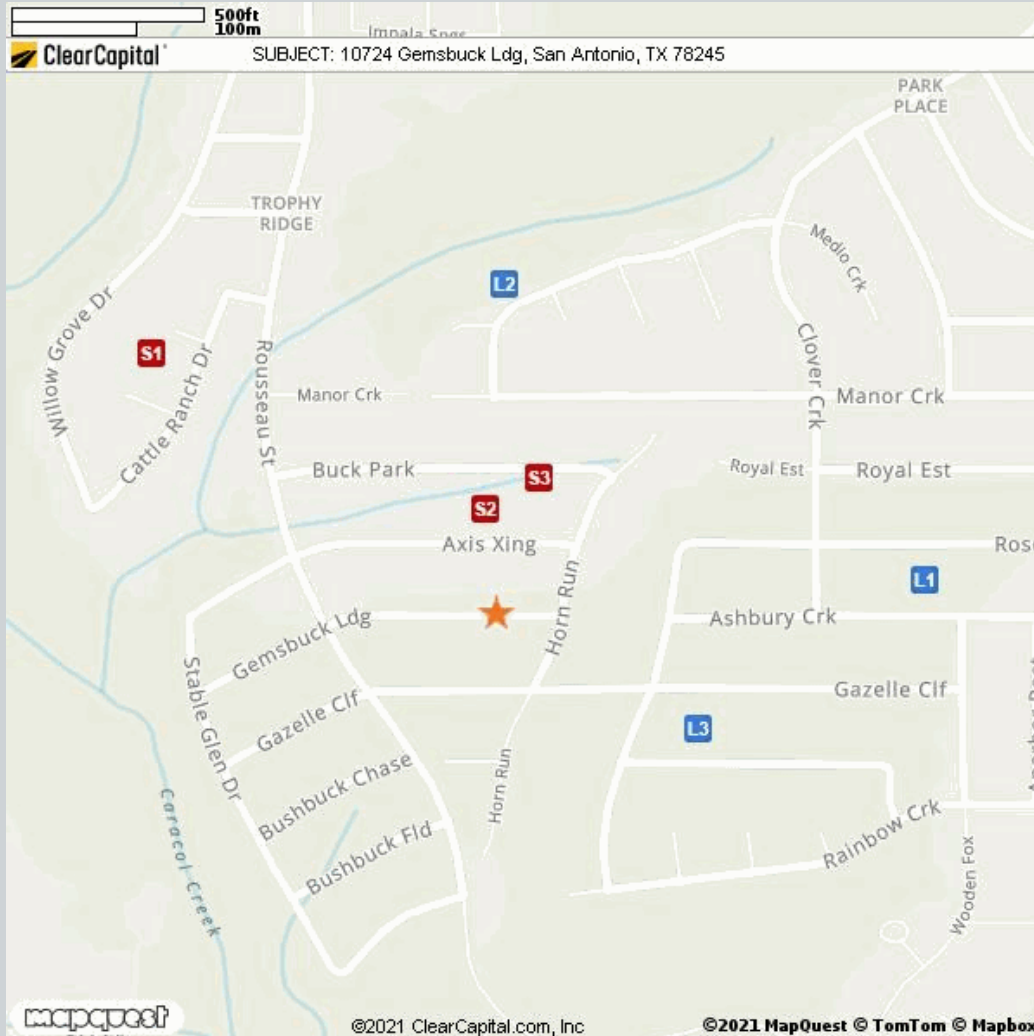 500ft
100m
Impala Spgs
ClearCapital
SUBJECT: 10724 Gemsbuck Ldg, San Antonio, TX 78245
PARK
PLACE
TROPHY
RIDGE
Medio Crk
L2
Willow Grove Dr
S1
Cattle Ranch Dr
Rousseau St
Clover Crk
Manor Crk
Manor Crk
Buck Park
Royal Est
Royal Est
S3
S2
Axis Xing
Horn Run
L1
Gemsbuck Ldg
Ashbury Crk
Stable Glen Dr
Gazelle Clf
Gazelle Clf
L3
Bushbuck Chase
Horn Run
Caracol Creek
Bushbuck Fld
Rainbow Crk
Wooden Fox
mapquest
©2021 ClearCapital.com, Inc
©2021 MapQuest © TomTom © Mapbox